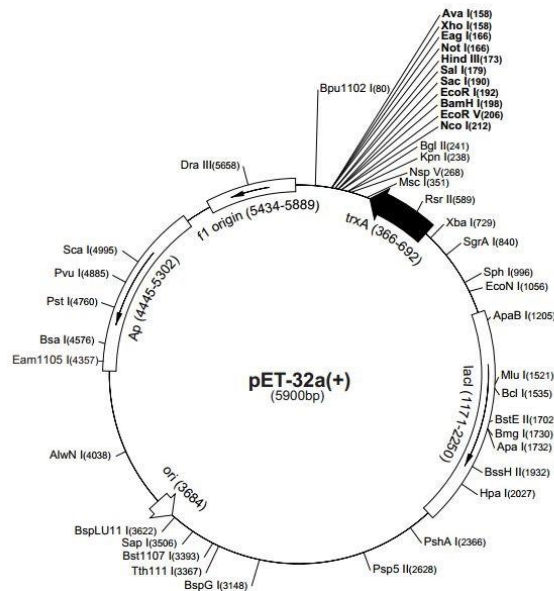 Ava I(158)
Xho I(158)
Eag I(166)
Not I(166)
Hind III(173)
Sal I(179)
Sac I(190)
EcoR I(192)
BamH I(198)
EcoR V(206)
Nco I(212)
Bpu1102 I(80)
Bgl II(241)
Kpn I(238)
Nsp V(268)
Msc I(351)
Rsr II(589)
Dra III(5658)
f1 origin (5434-5889)
trxA (366-692)
Xba I(729)
SgrA I(840)
Sph I(996)
EcoN I(1056)
ApaB I(1205)
Sca I(4995)
Pvu I(4885)
Pst I(4760)
Bsa I(4576)
Eam1105 I(4357)
Ap (4445-5302)
pET-32a(+)
(5900bp)
lacI (1171-2250)
Mlu I(1521)
Bcl I(1535)
BstE II(1702)
Bmg I(1730)
Apa I(1732)
BssH II(1932)
Hpa I(2027)
AlwN I(4038)
ori (3684)
BspLU11 I(3622)
Sap I(3506)
Bst1107 I(3393)
Tth111 I(3367)
BspG I(3148)
PshA I(2366)
Psp5 II(2628)